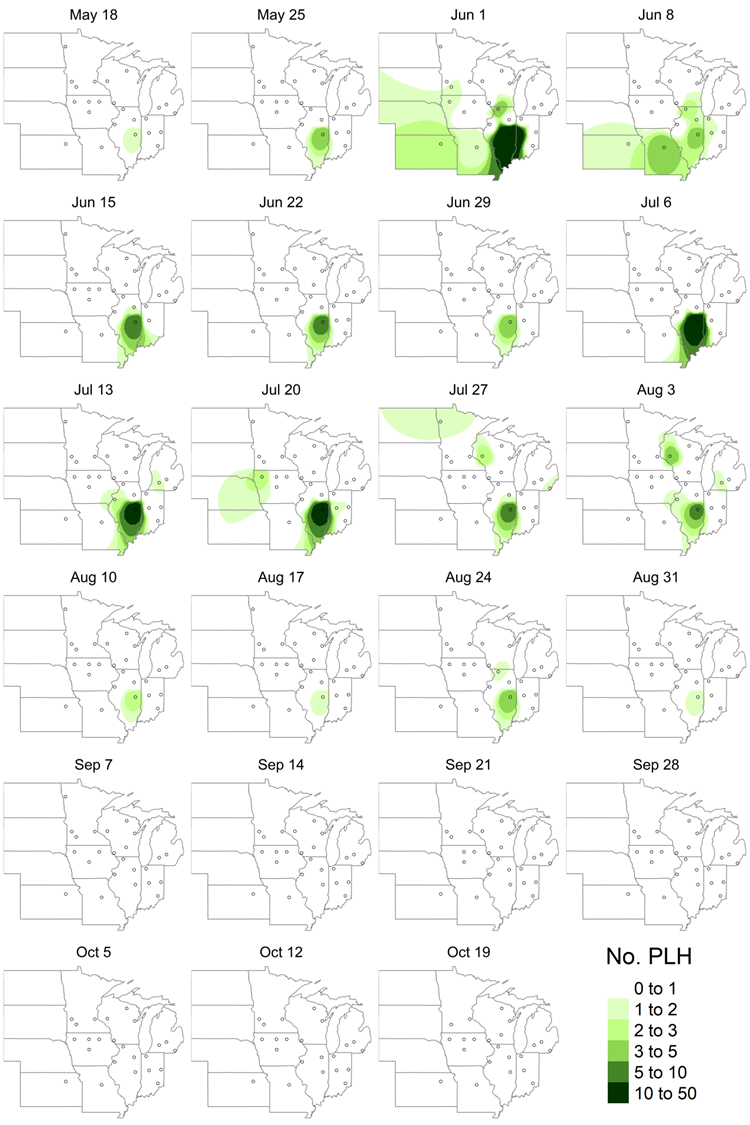 May 18
May 25
Jun 1
Jun 8
Jun 15
Jun 22
Jun 29
Jul 6
Jul 13
Jul 20
Jul 27
Aug 3
Aug 10
Aug 17
Aug 24
Aug 31
Sep 7
Sep 14
Sep 21
Sep 28
Oct 5
Oct 12
Oct 19
No. PLH
0 to 1
1 to 2
2 to 3
3 to 5
5 to 10
10 to 50